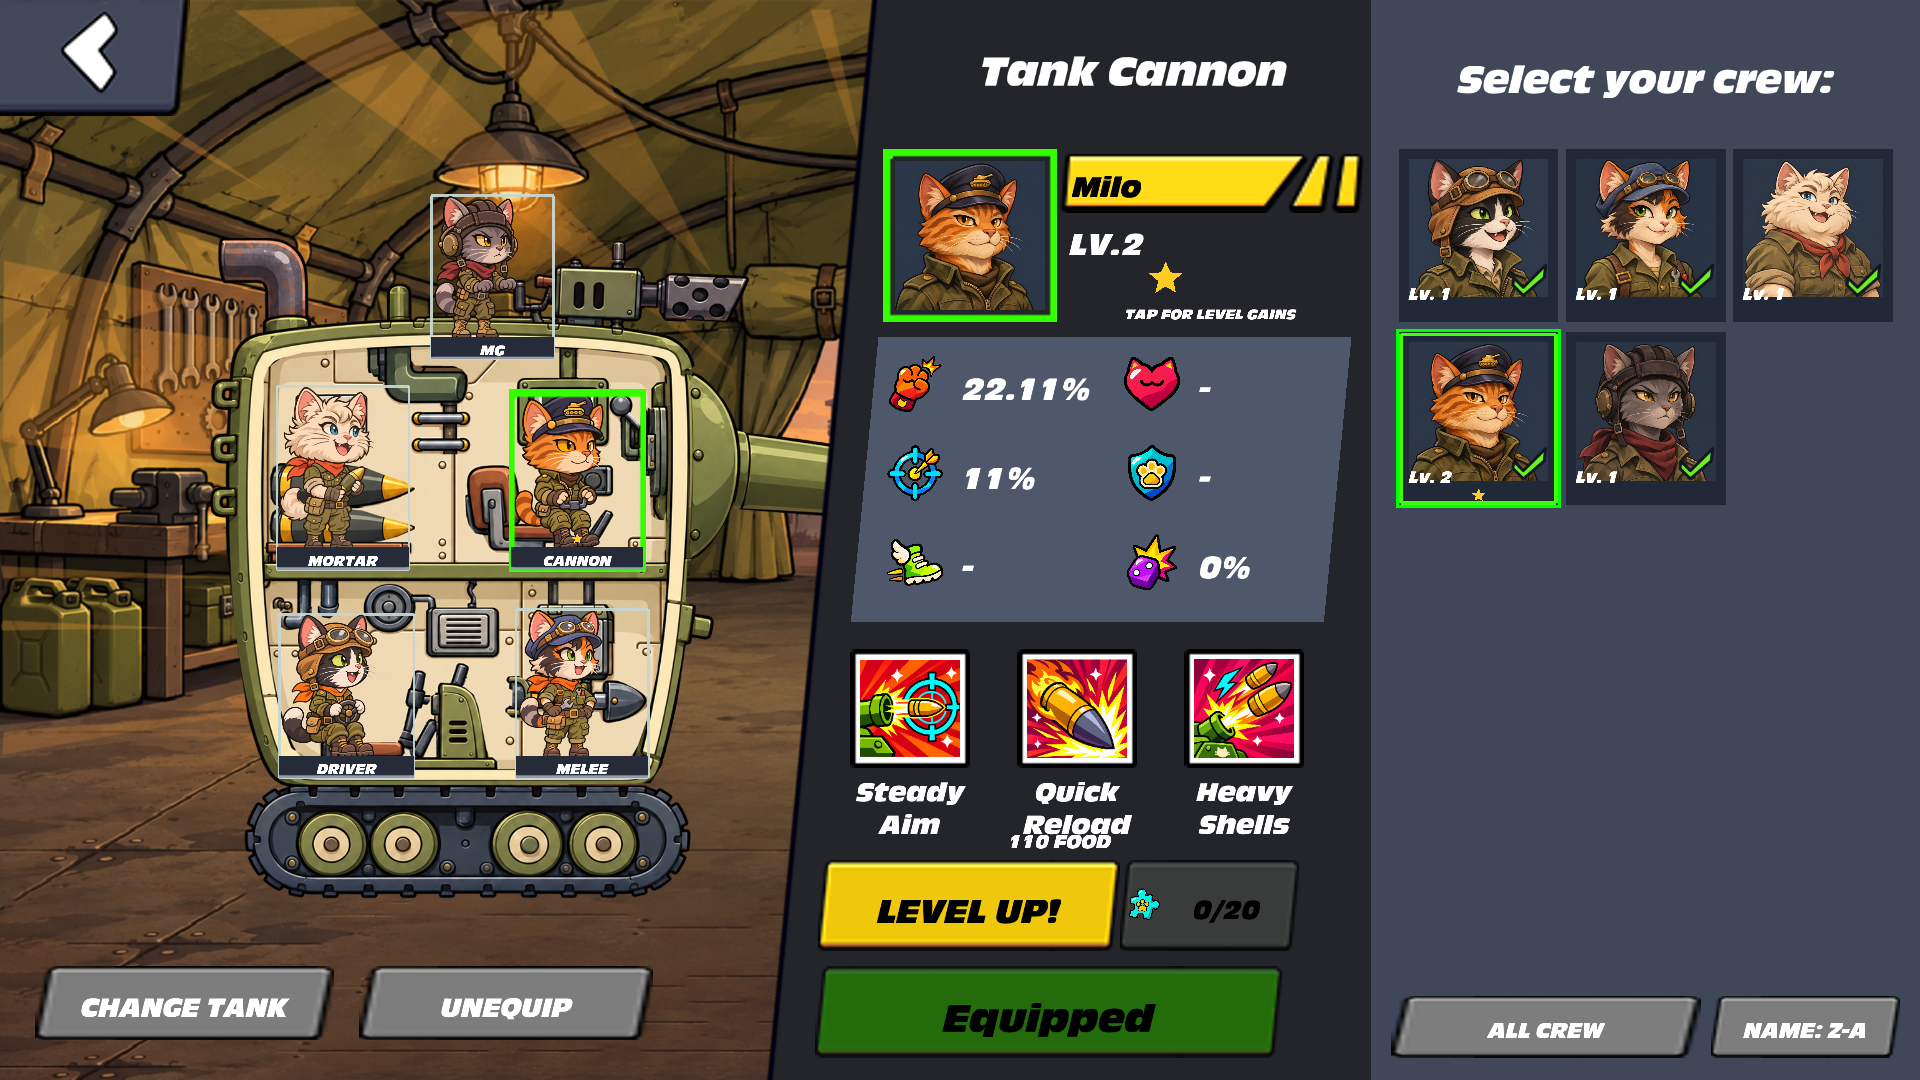 Tank Cannon
Select your crew:
Milo
LV.2
TAP FOR LEVEL GAINS
Lv. 1
Lv. 1
Lv. 1
MG
22.11%
-
Lv. 2
Lv. 1
11%
-
MORTAR
CANNON
-
0%
DRIVER
MELEE
Steady
Aim
Quick
Reload
Heavy
Shells
110 FOOD
LEVEL UP!
0/20
CHANGE TANK
UNEQUIP
Equipped
ALL CREW
NAME: Z-A